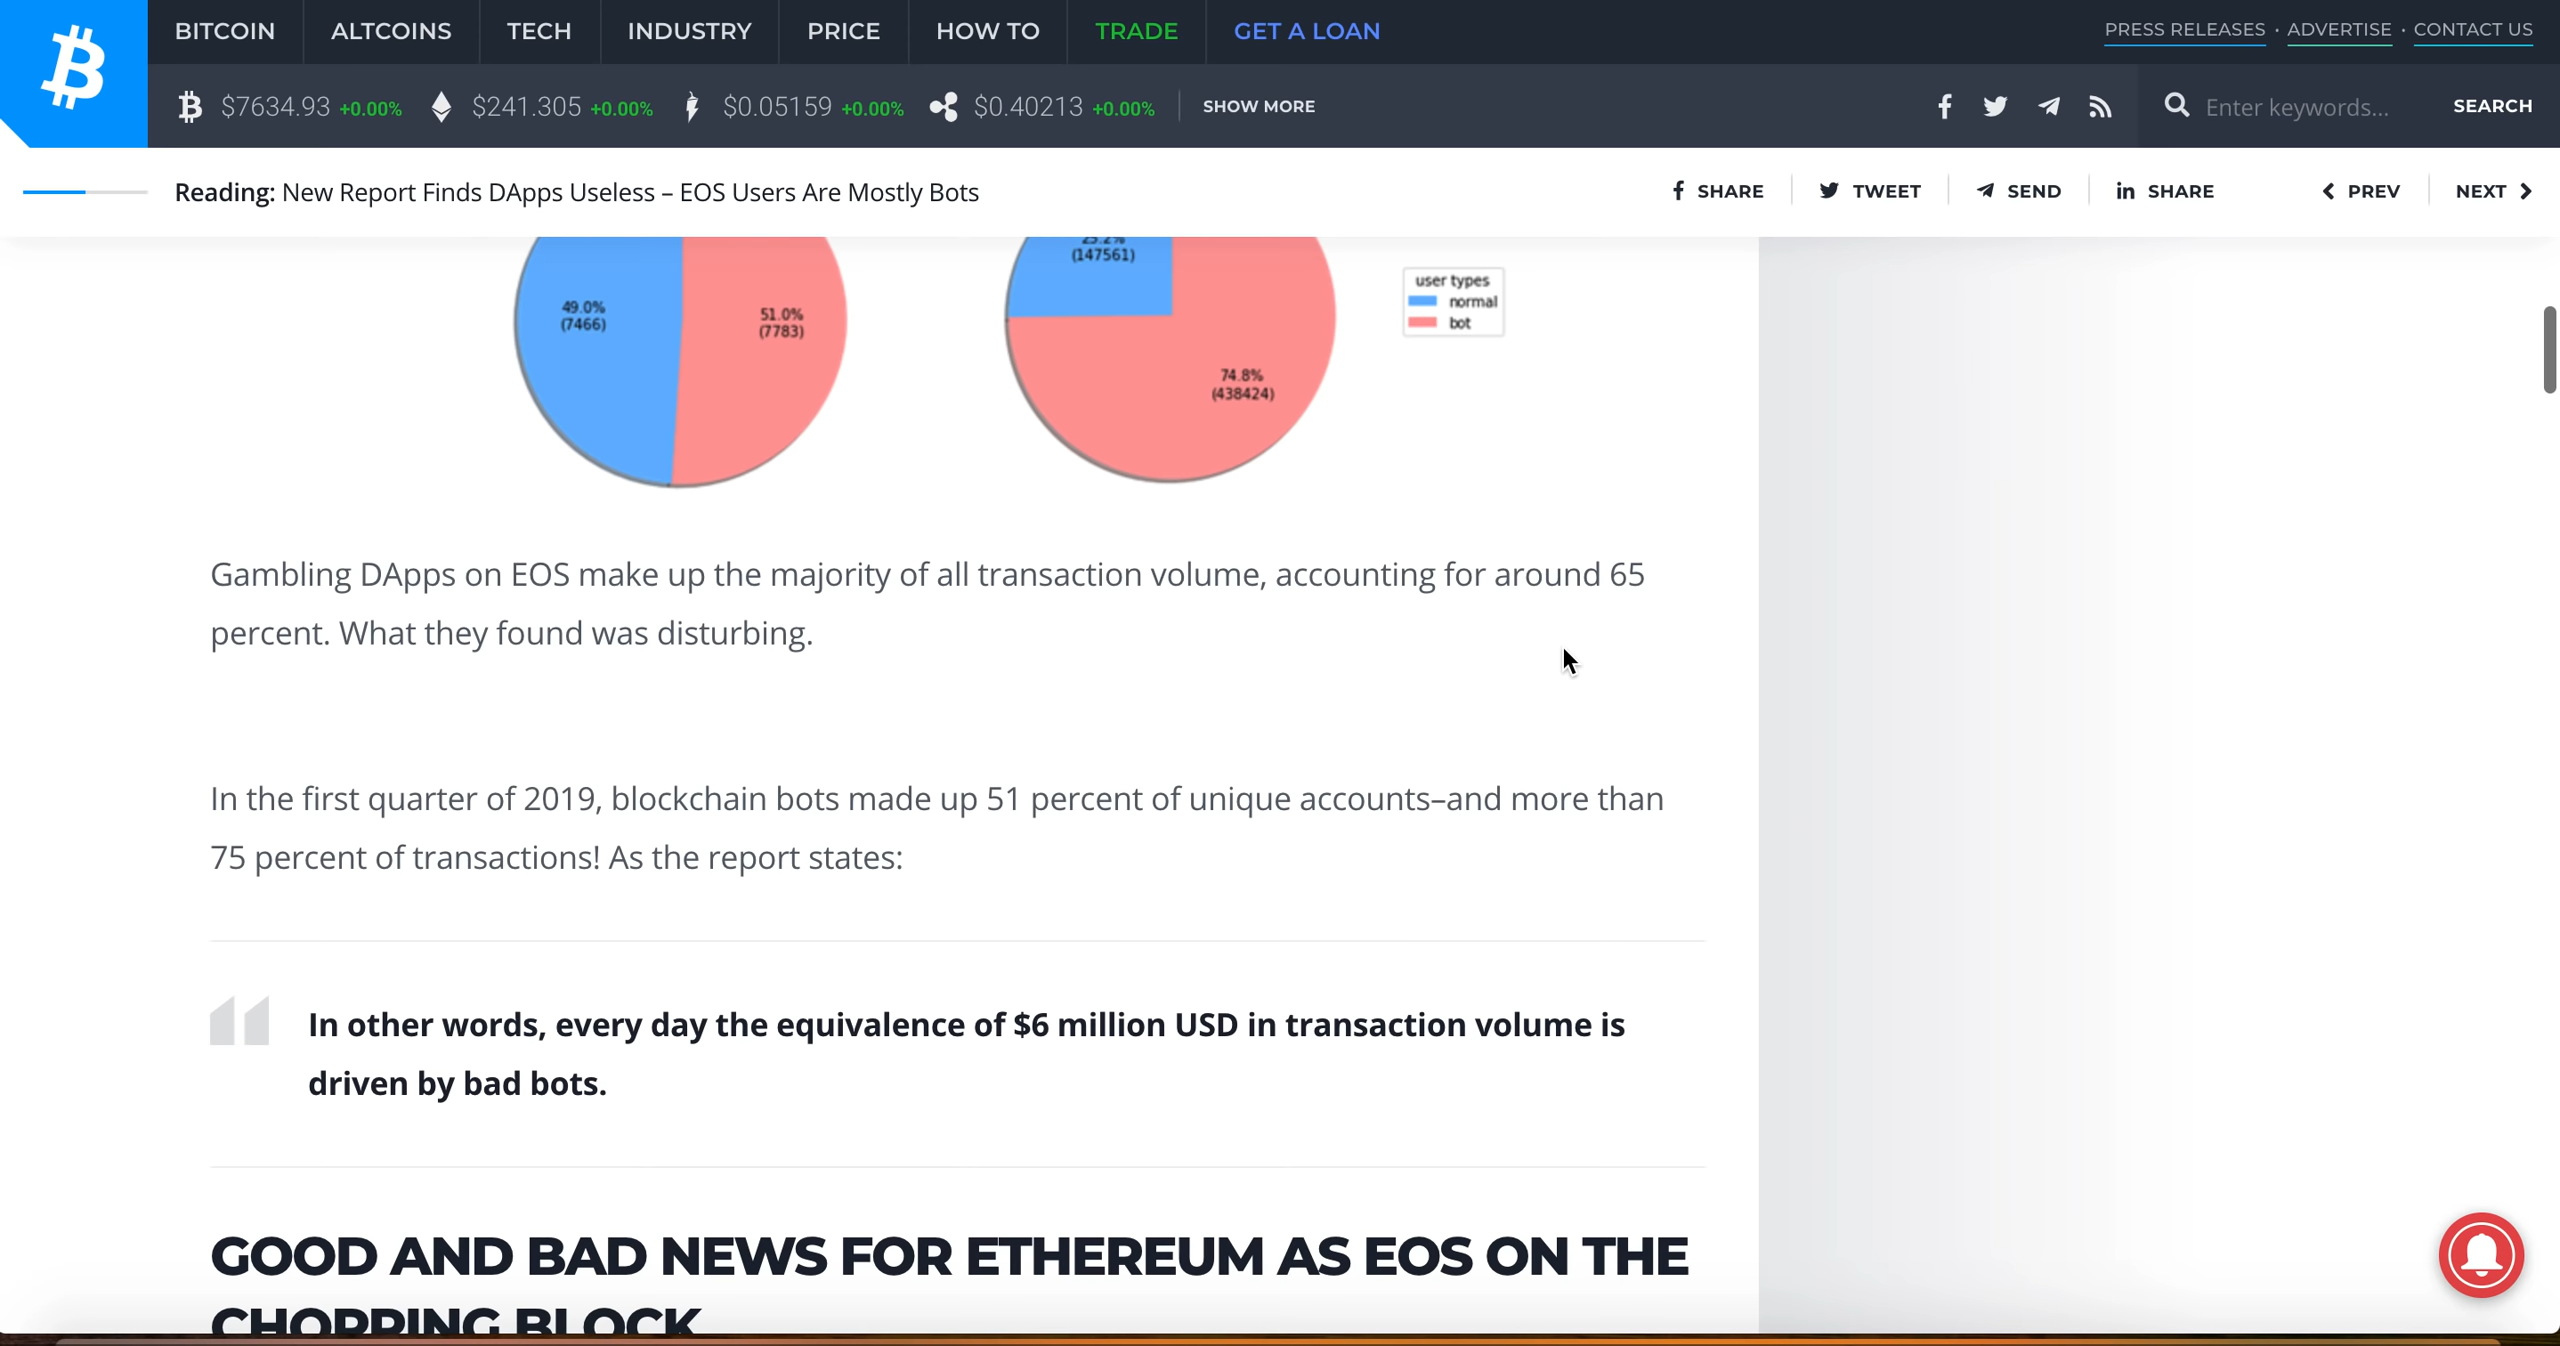 BITCOIN ALTCOINS TECH INDUSTRY PRICE HOW TO TRADE GET A LOAN PRESS RELEASES · ADVERTISE · CONTACT US
$7634.93 +0.00% $241.305 +0.00% $0.05159 +0.00% $0.40213 +0.00% SHOW MORE Enter keywords... SEARCH
Reading: New Report Finds DApps Useless – EOS Users Are Mostly Bots SHARE TWEET SEND SHARE PREV NEXT
25.2%
(147561)
49.0%
(7466)
51.0%
(7783)
74.8%
(438424)
user types
normal
bot
Gambling DApps on EOS make up the majority of all transaction volume, accounting for around 65
percent. What they found was disturbing.
In the first quarter of 2019, blockchain bots made up 51 percent of unique accounts–and more than
75 percent of transactions! As the report states:
In other words, every day the equivalence of $6 million USD in transaction volume is
driven by bad bots.
GOOD AND BAD NEWS FOR ETHEREUM AS EOS ON THE
CHOPPING BLOCK